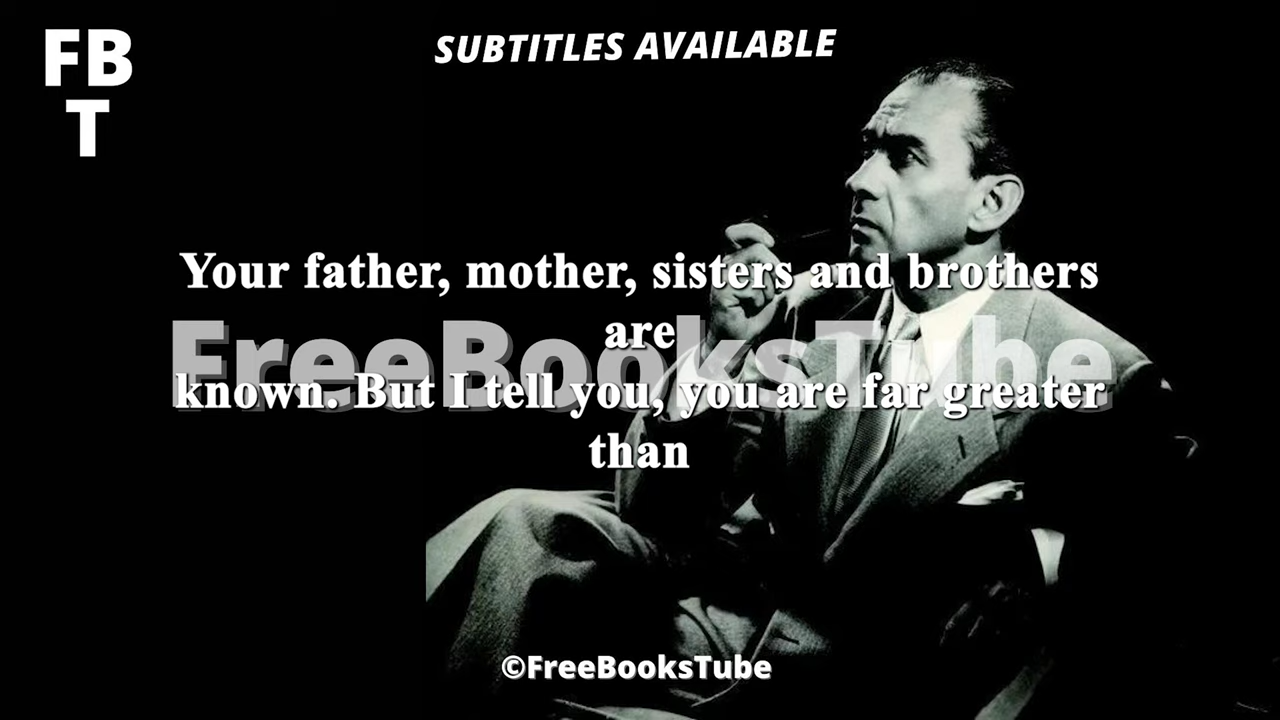 FB
T
SUBTITLES AVAILABLE
Your father, mother, sisters and brothers
are
FreeBooksTube
known. But I tell you, you are far greater
than
©FreeBooksTube